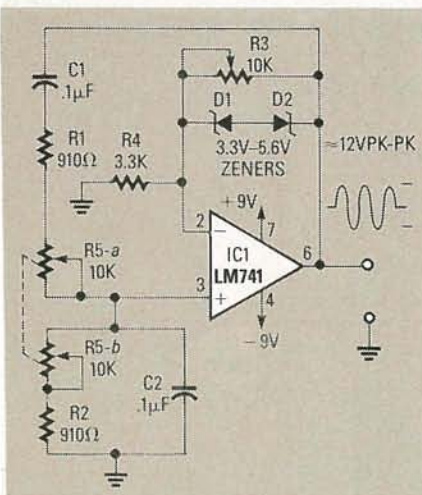 C1
.1µF
R1
910Ω
R5-a
10K
R5-b
10K
R2
910Ω
R4
3.3K
R3
10K
D1
D2
3.3V–5.6V
ZENERS
≈12VPK-PK
+9V
2
−
7
IC1
LM741
6
3
+
4
−9V
C2
.1µF